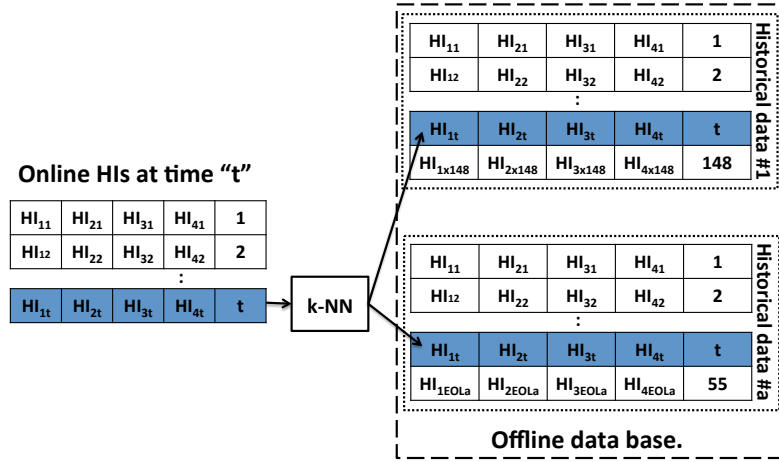 Online HIs at time “t”
HI₁₁ HI₂₁ HI₃₁ HI₄₁ 1
HI₁₂ HI₂₂ HI₃₂ HI₄₂ 2
:
HI₁ₜ HI₂ₜ HI₃ₜ HI₄ₜ t
k-NN
HI₁₁ HI₂₁ HI₃₁ HI₄₁ 1
HI₁₂ HI₂₂ HI₃₂ HI₄₂ 2
:
HI₁ₜ HI₂ₜ HI₃ₜ HI₄ₜ t
HI₁ₓ₁₄₈ HI₂ₓ₁₄₈ HI₃ₓ₁₄₈ HI₄ₓ₁₄₈ 148
Historical data #1
HI₁₁ HI₂₁ HI₃₁ HI₄₁ 1
HI₁₂ HI₂₂ HI₃₂ HI₄₂ 2
:
HI₁ₜ HI₂ₜ HI₃ₜ HI₄ₜ t
HI1EOLa HI2EOLa HI3EOLa HI4EOLa 55
Historical data #a
Offline data base.